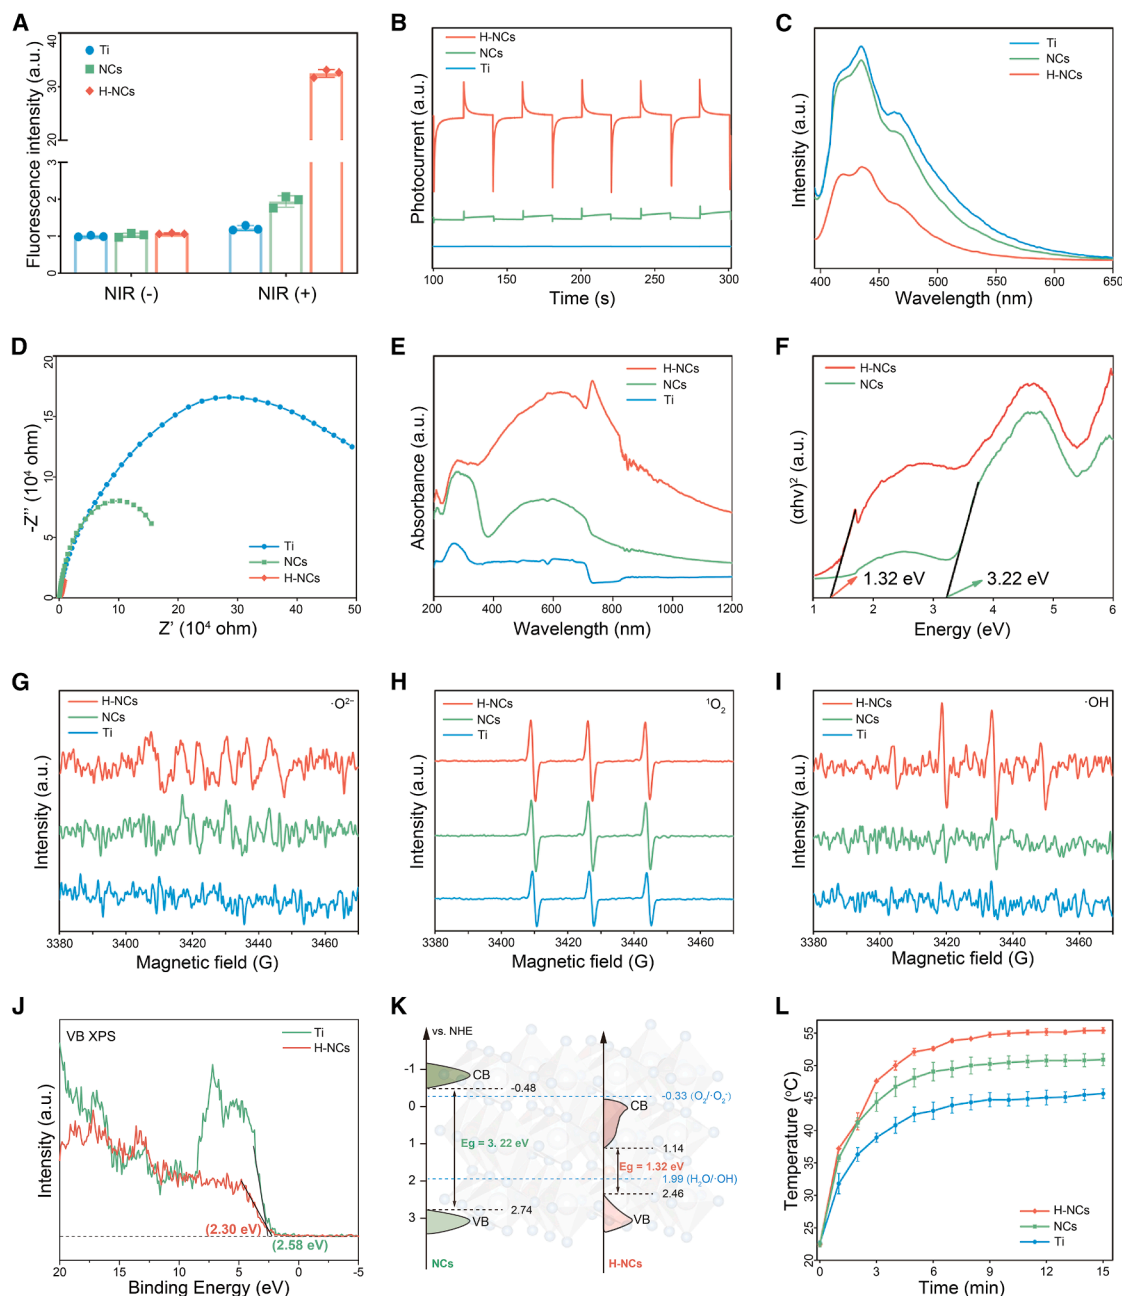 A
Fluorescence intensity (a.u.)
40
30
20
3
2
1
0
Ti
NCs
H-NCs
NIR (-)
NIR (+)
B
Photocurrent (a.u.)
H-NCs
NCs
Ti
100
150
200
250
300
Time (s)
C
Intensity (a.u.)
Ti
NCs
H-NCs
400
450
500
550
600
650
Wavelength (nm)
D
-Z'' (10⁴ ohm)
20
15
10
5
0
Ti
NCs
H-NCs
0
10
20
30
40
50
Z' (10⁴ ohm)
E
Absorbance (a.u.)
H-NCs
NCs
Ti
200
400
600
800
1000
1200
Wavelength (nm)
F
(αhv)² (a.u.)
H-NCs
NCs
1.32 eV
3.22 eV
1
2
3
4
5
6
Energy (eV)
G
Intensity (a.u.)
H-NCs
NCs
Ti
·O²⁻
3380
3400
3420
3440
3460
Magnetic field (G)
H
Intensity (a.u.)
H-NCs
NCs
Ti
¹O₂
3380
3400
3420
3440
3460
Magnetic field (G)
I
Intensity (a.u.)
H-NCs
NCs
Ti
·OH
3380
3400
3420
3440
3460
Magnetic field (G)
J
Intensity (a.u.)
VB XPS
Ti
H-NCs
(2.30 eV)
(2.58 eV)
20
15
10
5
0
-5
Binding Energy (eV)
K
vs. NHE
-1
0
1
2
3
CB
-0.48
Eg = 3. 22 eV
2.74
VB
NCs
-0.33 (O₂/·O₂⁻)
CB
1.14
Eg = 1.32 eV
1.99 (H₂O/·OH)
2.46
VB
H-NCs
L
Temperature (°C)
55
50
45
40
35
30
25
20
H-NCs
NCs
Ti
0
3
6
9
12
15
Time (min)